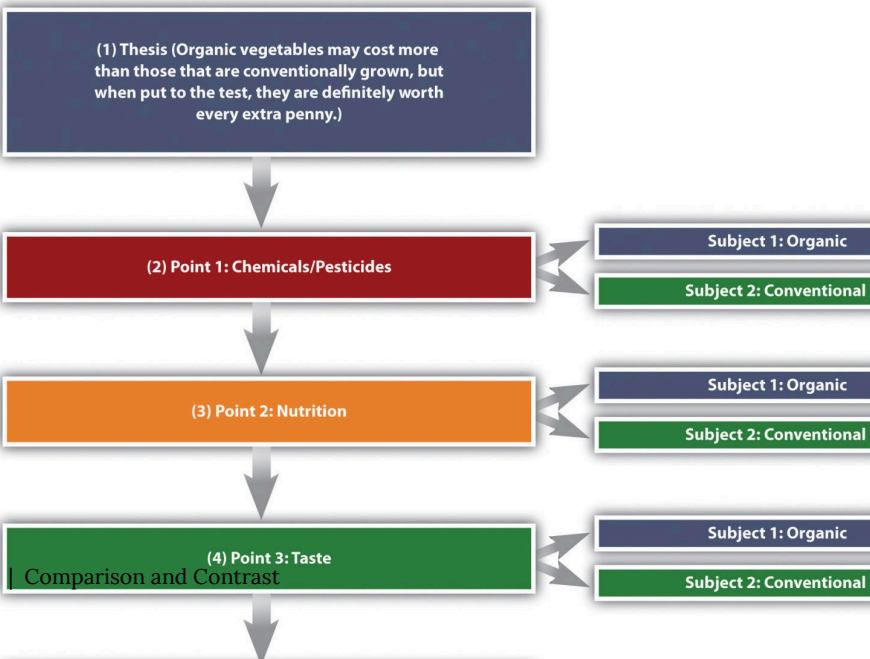 (1) Thesis (Organic vegetables may cost more
than those that are conventionally grown, but
when put to the test, they are definitely worth
every extra penny.)
(2) Point 1: Chemicals/Pesticides
Subject 1: Organic
Subject 2: Conventional
(3) Point 2: Nutrition
Subject 1: Organic
Subject 2: Conventional
(4) Point 3: Taste
Subject 1: Organic
Subject 2: Conventional
| Comparison and Contrast